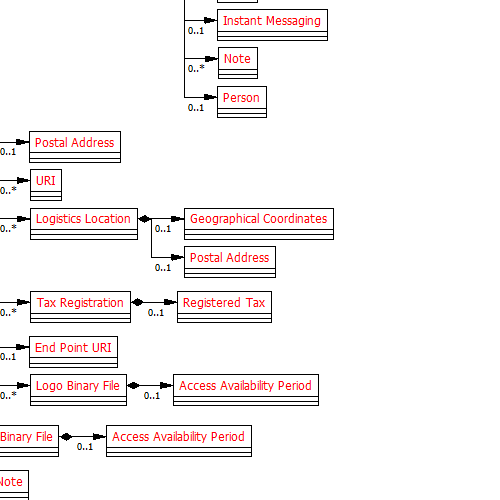 Instant Messaging
0..1
Note
0..*
Person
0..1
Postal Address
0..1
URI
0..*
Logistics Location
Geographical Coordinates
0..*
0..1
Postal Address
0..1
Tax Registration
Registered Tax
0..*
0..1
End Point URI
0..1
Logo Binary File
Access Availability Period
0..*
0..1
Binary File
Access Availability Period
0..1
Note